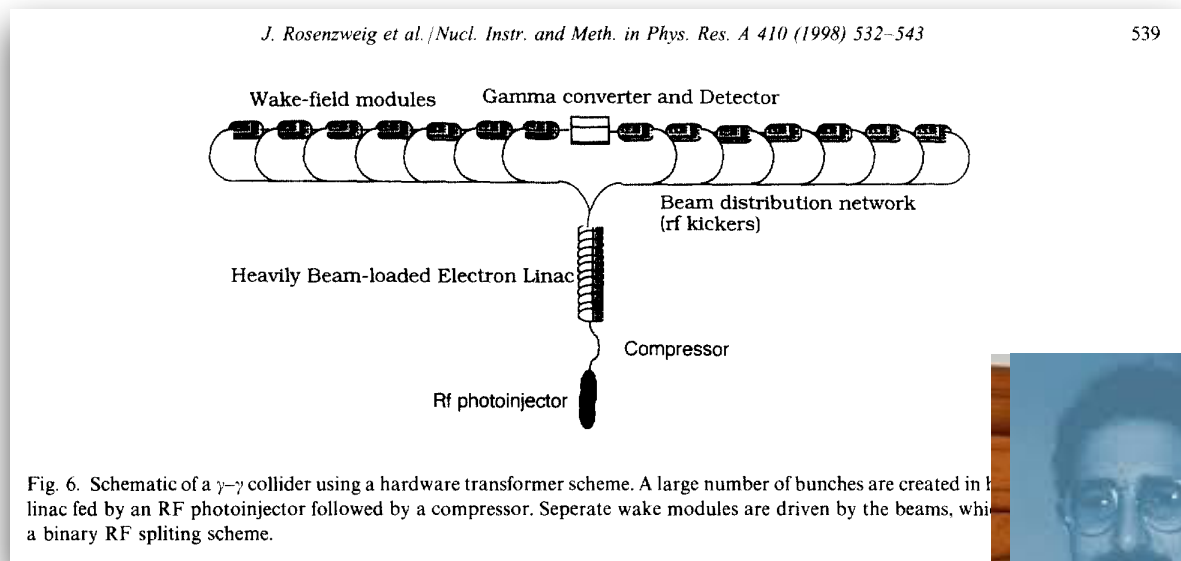 J. Rosenzweig et al. / Nucl. Instr. and Meth. in Phys. Res. A 410 (1998) 532–543
539
Wake-field modules
Gamma converter and Detector
Beam distribution network
(rf kickers)
Heavily Beam-loaded Electron Linac
Compressor
Rf photoinjector
Fig. 6. Schematic of a γ–γ collider using a hardware transformer scheme. A large number of bunches are created in
linac fed by an RF photoinjector followed by a compressor. Seperate wake modules are driven by the beams,
a binary RF spliting scheme.